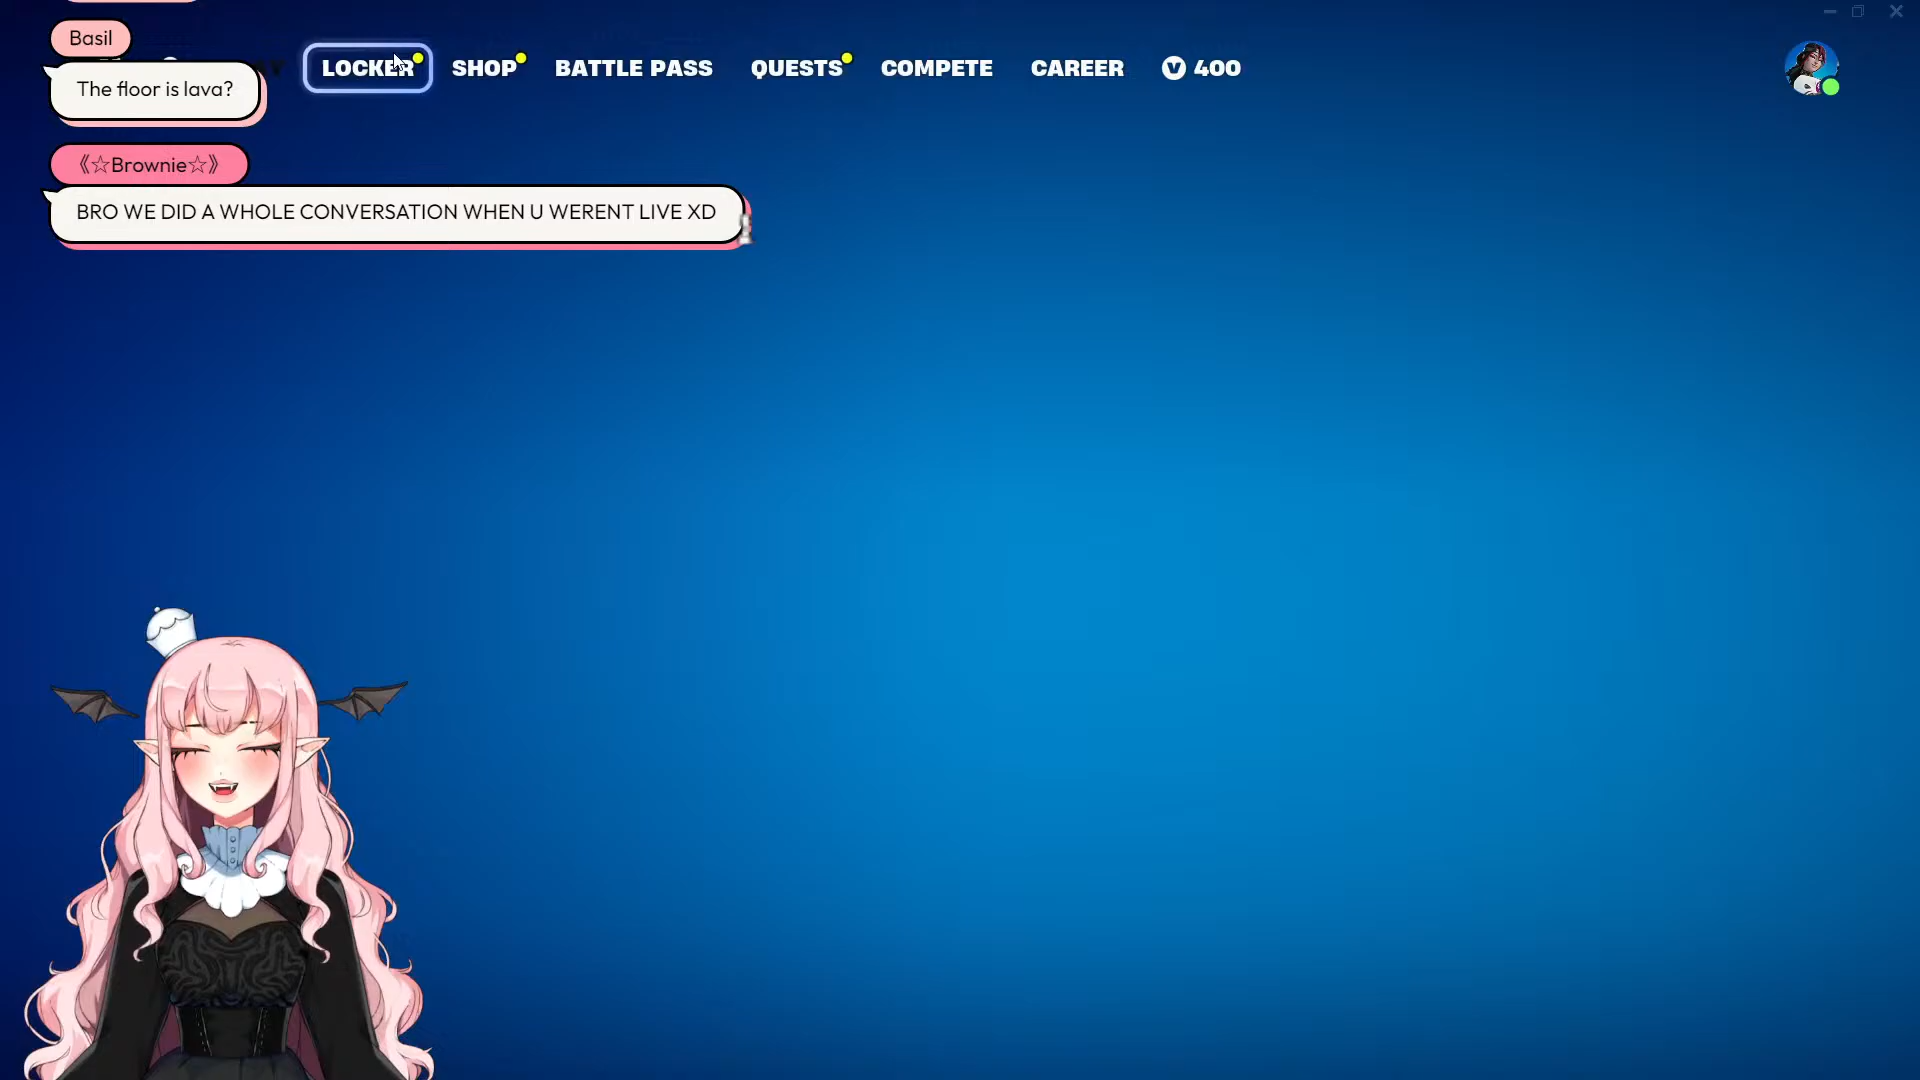 Basil
The floor is lava?
LOCKER SHOP BATTLE PASS QUESTS COMPETE CAREER V 400
《☆Brownie☆》
BRO WE DID A WHOLE CONVERSATION WHEN U WERENT LIVE XD